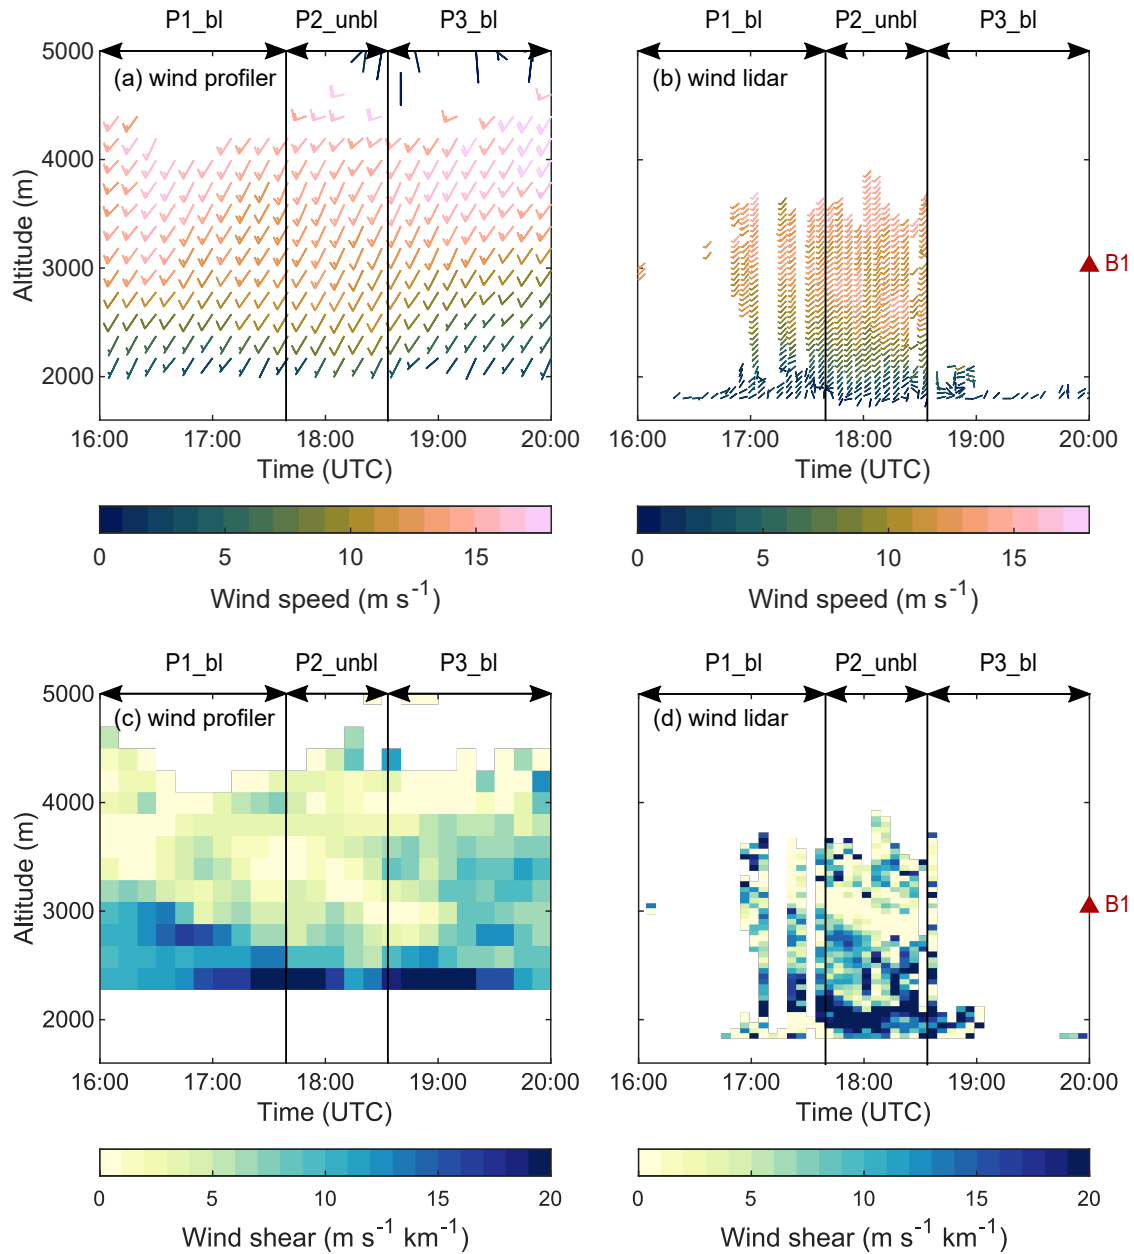 P1_bl P2_unbl P3_bl
(a) wind profiler
5000
4000
3000
2000
Altitude (m)
16:00 17:00 18:00 19:00 20:00
Time (UTC)
0 5 10 15
Wind speed (m s-1)
P1_bl P2_unbl P3_bl
(b) wind lidar
B1
16:00 17:00 18:00 19:00 20:00
Time (UTC)
0 5 10 15
Wind speed (m s-1)
P1_bl P2_unbl P3_bl
(c) wind profiler
5000
4000
3000
2000
Altitude (m)
16:00 17:00 18:00 19:00 20:00
Time (UTC)
0 5 10 15 20
Wind shear (m s-1 km-1)
P1_bl P2_unbl P3_bl
(d) wind lidar
B1
16:00 17:00 18:00 19:00 20:00
Time (UTC)
0 5 10 15 20
Wind shear (m s-1 km-1)